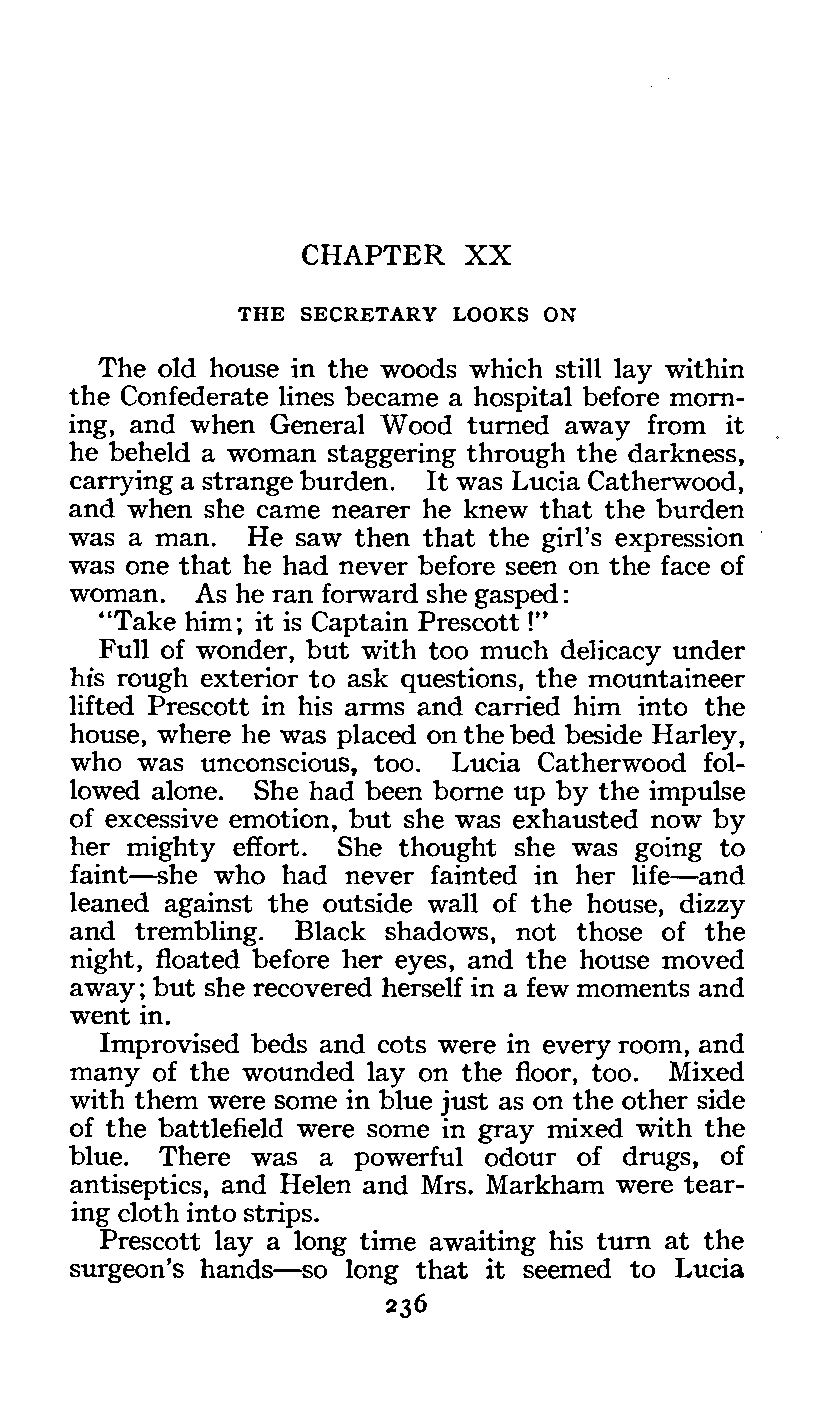 CHAPTER XX
THE SECRETARY LOOKS ON
The old house in the woods which still lay within
the Confederate lines became a hospital before morn-
ing, and when General Wood turned away from it
he beheld a woman staggering through the darkness,
carrying a strange burden. It was Lucia Catherwood,
and when she came nearer he knew that the burden
was a man. He saw then that the girl's expression
was one that he had never before seen on the face of
woman. As he ran forward she gasped:
"Take him; it is Captain Prescott!"
Full of wonder, but with too much delicacy under
his rough exterior to ask questions, the mountaineer
lifted Prescott in his arms and carried him into the
house, where he was placed on the bed beside Harley,
who was unconscious, too. Lucia Catherwood fol-
lowed alone. She had been borne up by the impulse
of excessive emotion, but she was exhausted now by
her mighty effort. She thought she was going to
faint—she who had never fainted in her life—and
leaned against the outside wall of the house, dizzy
and trembling. Black shadows, not those of the
night, floated before her eyes, and the house moved
away; but she recovered herself in a few moments and
went in.
Improvised beds and cots were in every room, and
many of the wounded lay on the floor, too. Mixed
with them were some in blue just as on the other side
of the battlefield were some in gray mixed with the
blue. There was a powerful odour of drugs, of
antiseptics, and Helen and Mrs. Markham were tear-
ing cloth into strips.
Prescott lay a long time awaiting his turn at the
surgeon's hands—so long that it seemed to Lucia
236